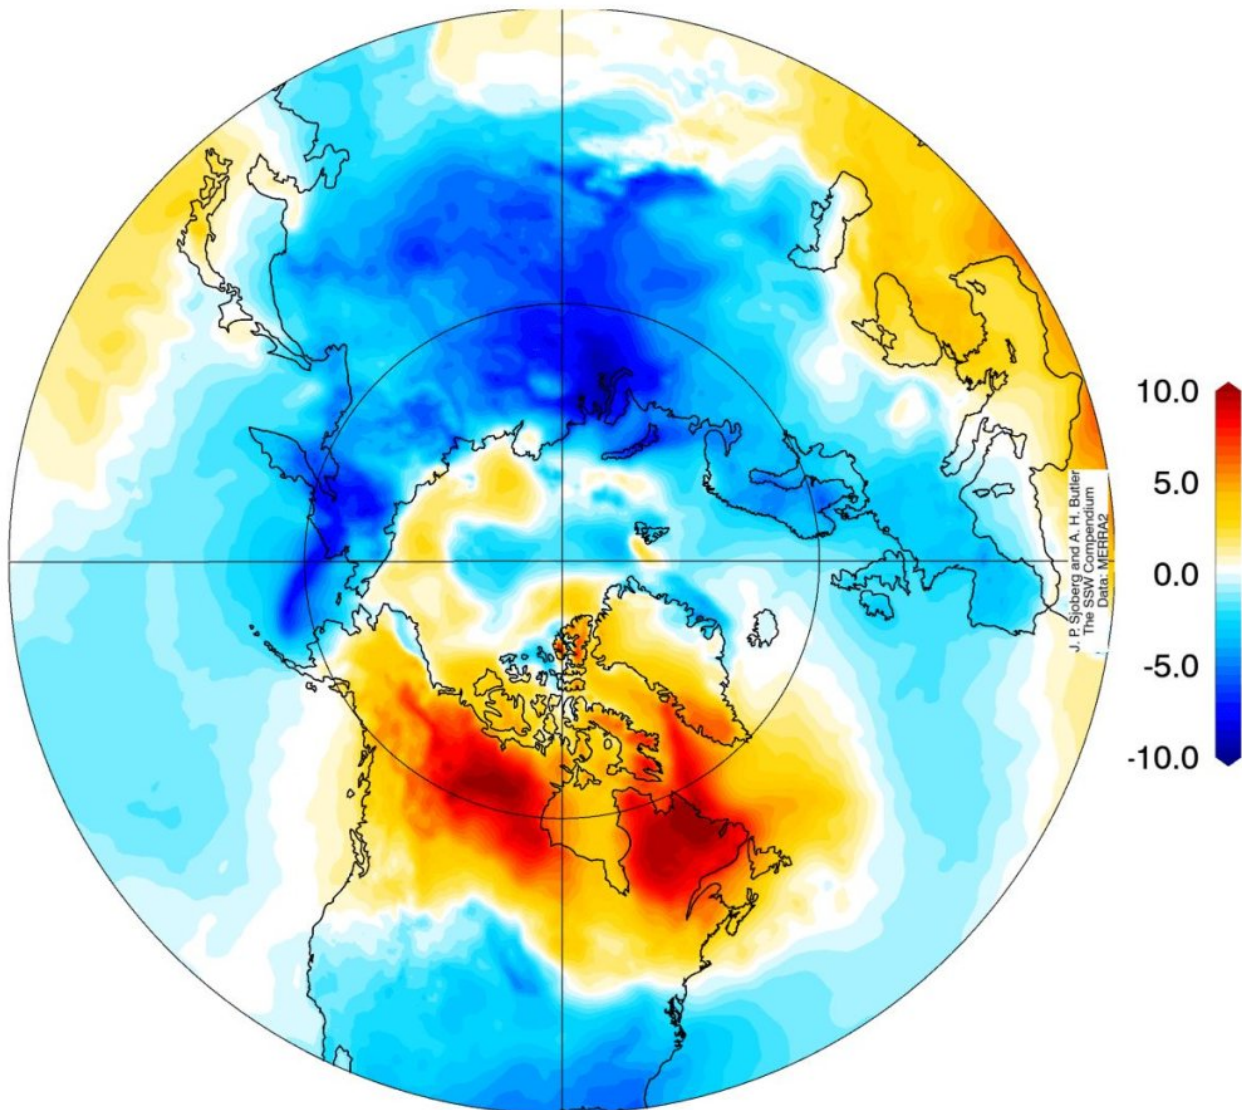 10.0
5.0
0.0
-5.0
-10.0
J. P. Sjoberg and A. H. Butler
The SSW Compendium
Data: MERRA2